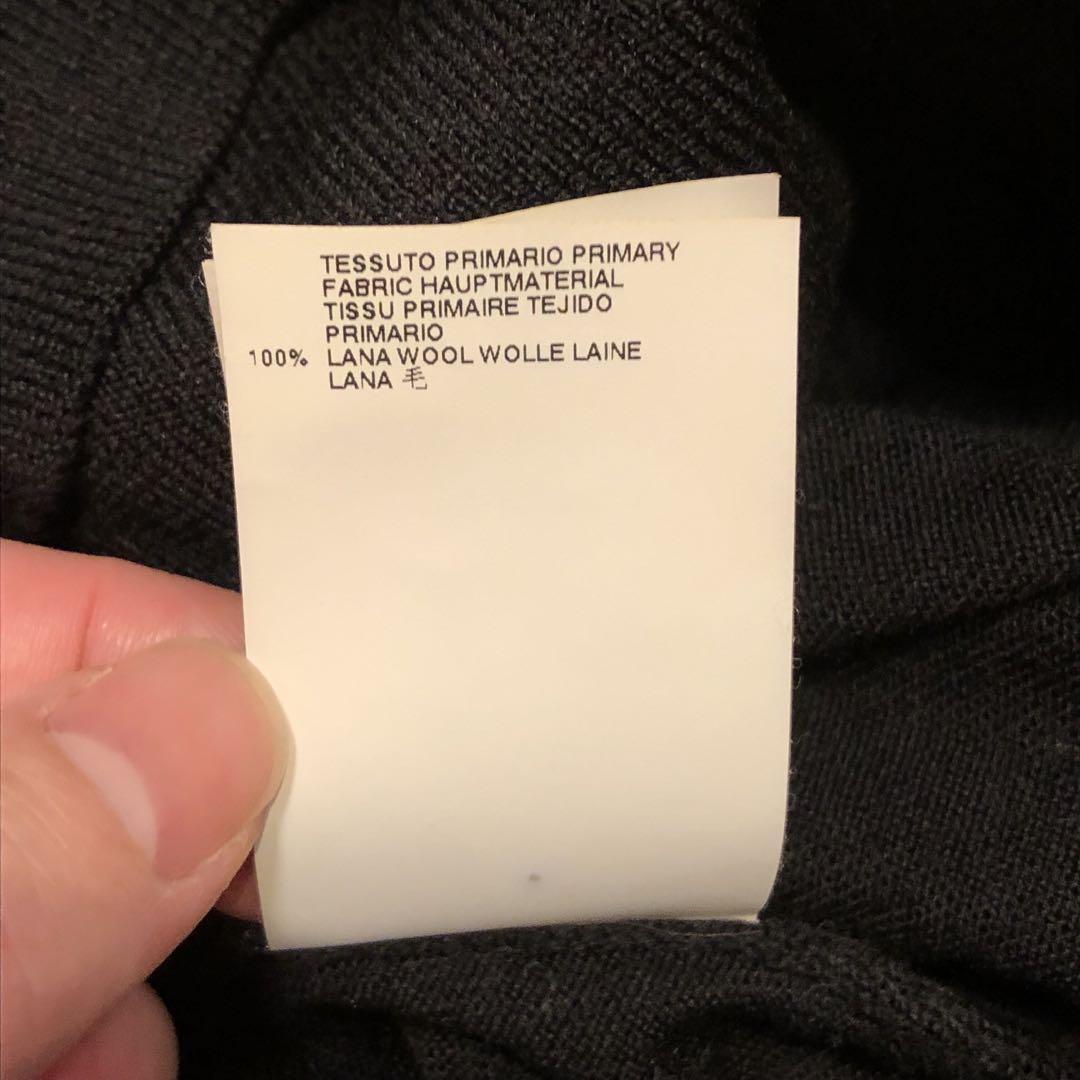 TESSUTO PRIMARIO PRIMARY
FABRIC HAUPTMATERIAL
TISSU PRIMAIRE TEJIDO
PRIMARIO
100% LANA WOOL WOLLE LAINE
LANA 毛